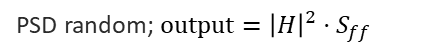 PSD random; output = |H|² · S_ff